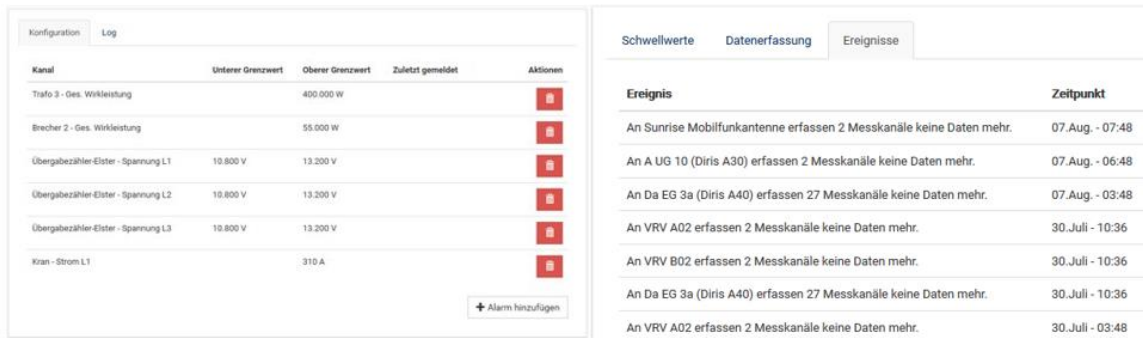 Konfiguration Log
Kanal Unterer Grenzwert Oberer Grenzwert Zuletzt gemeldet Aktionen
Trafo 3 - Ges. Wirkleistung 400.000 W
Brecher 2 - Ges. Wirkleistung 55.000 W
Übergabezähler-Elster - Spannung L1 10.800 V 13.200 V
Übergabezähler-Elster - Spannung L2 10.800 V 13.200 V
Übergabezähler-Elster - Spannung L3 10.800 V 13.200 V
Kran - Strom L1 310 A
+ Alarm hinzufügen
Schwellwerte Datenerfassung Ereignisse
Ereignis Zeitpunkt
An Sunrise Mobilfunkantenne erfassen 2 Messkanäle keine Daten mehr. 07.Aug. - 07:48
An A UG 10 (Diris A30) erfassen 2 Messkanäle keine Daten mehr. 07.Aug. - 06:48
An Da EG 3a (Diris A40) erfassen 27 Messkanäle keine Daten mehr. 07.Aug. - 03:48
An VRV A02 erfassen 2 Messkanäle keine Daten mehr. 30.Juli - 10:36
An VRV B02 erfassen 2 Messkanäle keine Daten mehr. 30.Juli - 10:36
An Da EG 3a (Diris A40) erfassen 27 Messkanäle keine Daten mehr. 30.Juli - 10:36
An VRV A02 erfassen 2 Messkanäle keine Daten mehr. 30.Juli - 03:48